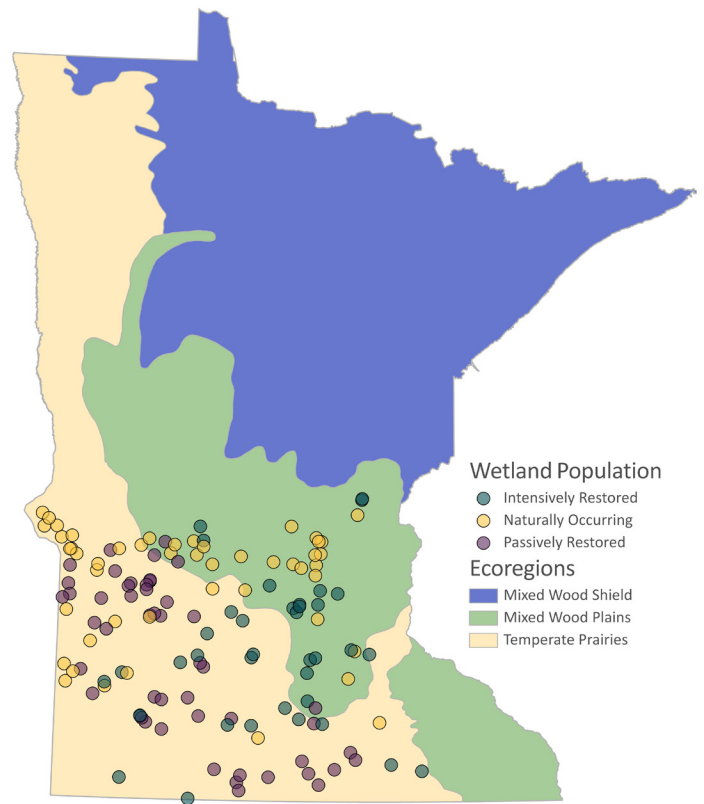 Wetland Population
Intensively Restored
Naturally Occurring
Passively Restored
Ecoregions
Mixed Wood Shield
Mixed Wood Plains
Temperate Prairies